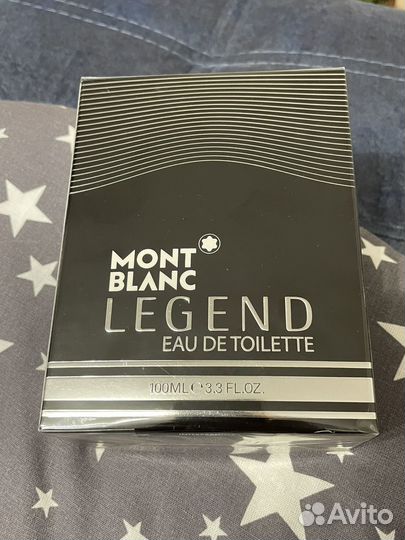 MONT
BLANC
LEGEND
EAU DE TOILETTE
100ML ℮ 3.3 FL.OZ.
Avito